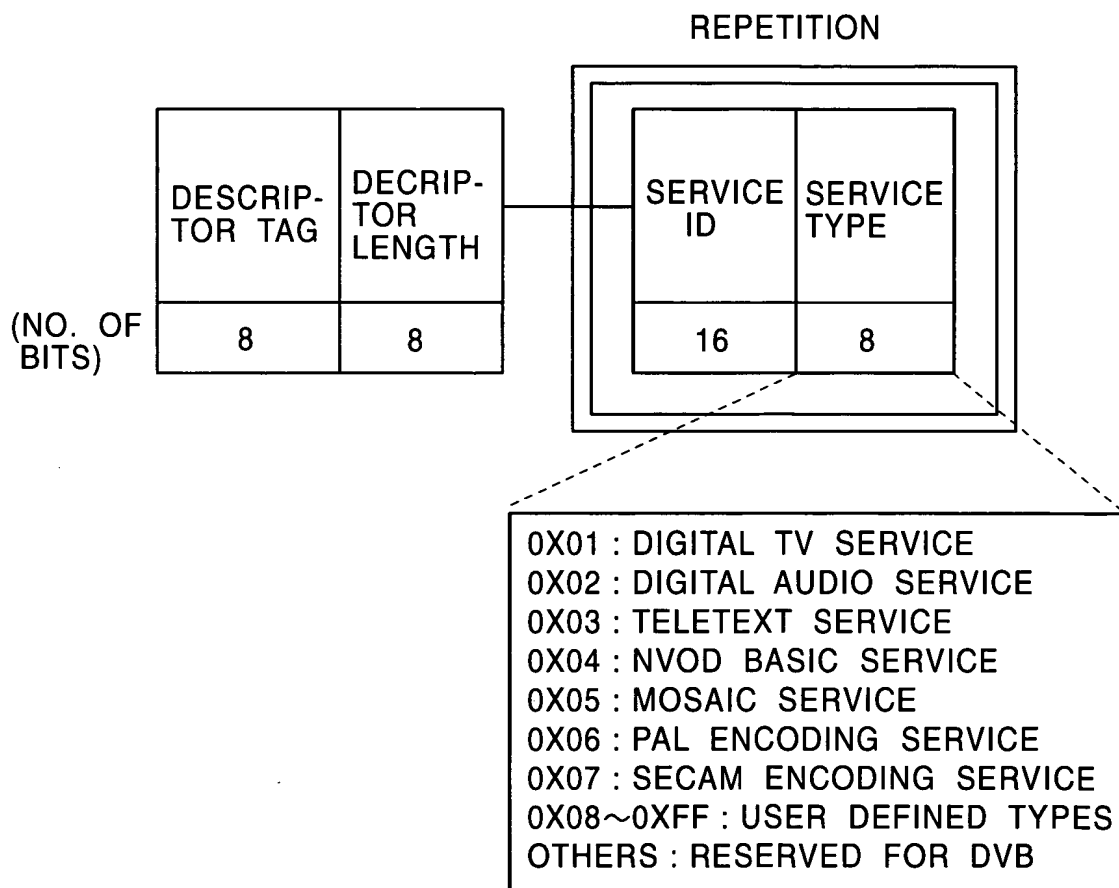 REPETITION
DESCRIP-
TOR TAG
DECRIP-
TOR
LENGTH
SERVICE
ID
SERVICE
TYPE
(NO. OF
BITS)
8
8
16
8
0X01 : DIGITAL TV SERVICE
0X02 : DIGITAL AUDIO SERVICE
0X03 : TELETEXT SERVICE
0X04 : NVOD BASIC SERVICE
0X05 : MOSAIC SERVICE
0X06 : PAL ENCODING SERVICE
0X07 : SECAM ENCODING SERVICE
0X08~0XFF : USER DEFINED TYPES
OTHERS : RESERVED FOR DVB